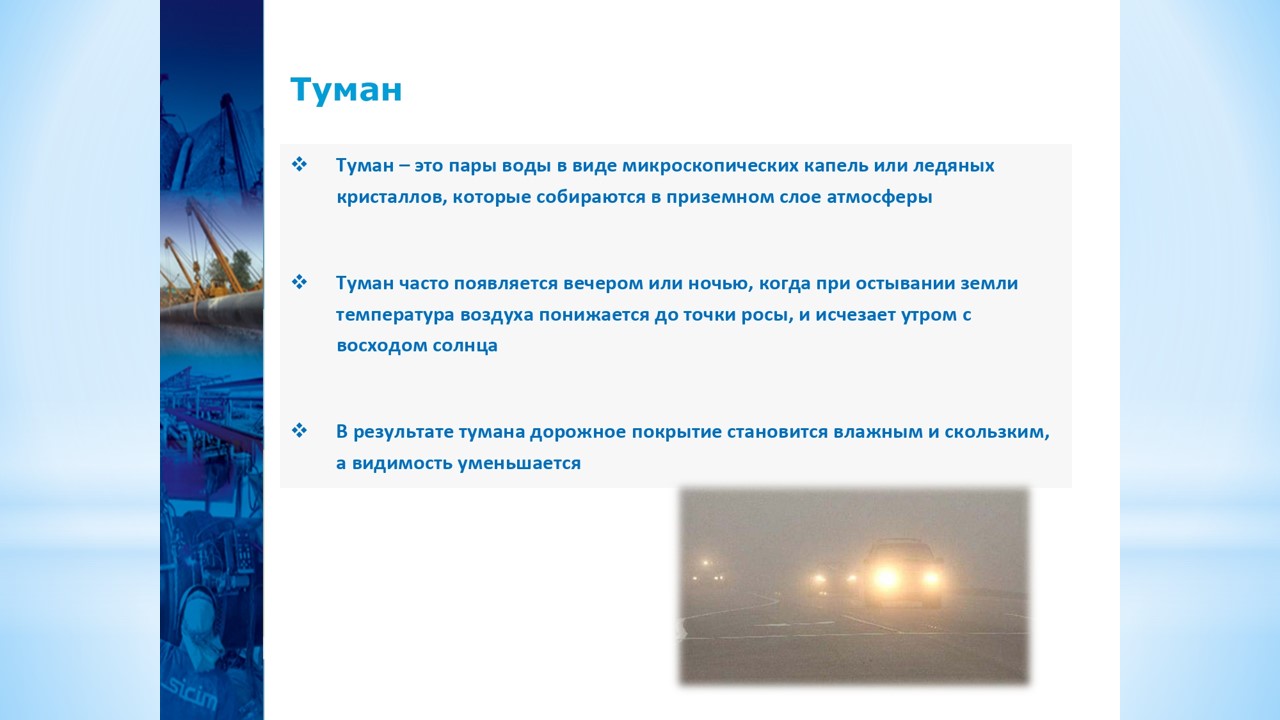 Туман
❖ Туман – это пары воды в виде микроскопических капель или ледяных
кристаллов, которые собираются в приземном слое атмосферы
❖ Туман часто появляется вечером или ночью, когда при остывании земли
температура воздуха понижается до точки росы, и исчезает утром с
восходом солнца
❖ В результате тумана дорожное покрытие становится влажным и скользким,
а видимость уменьшается
sicim